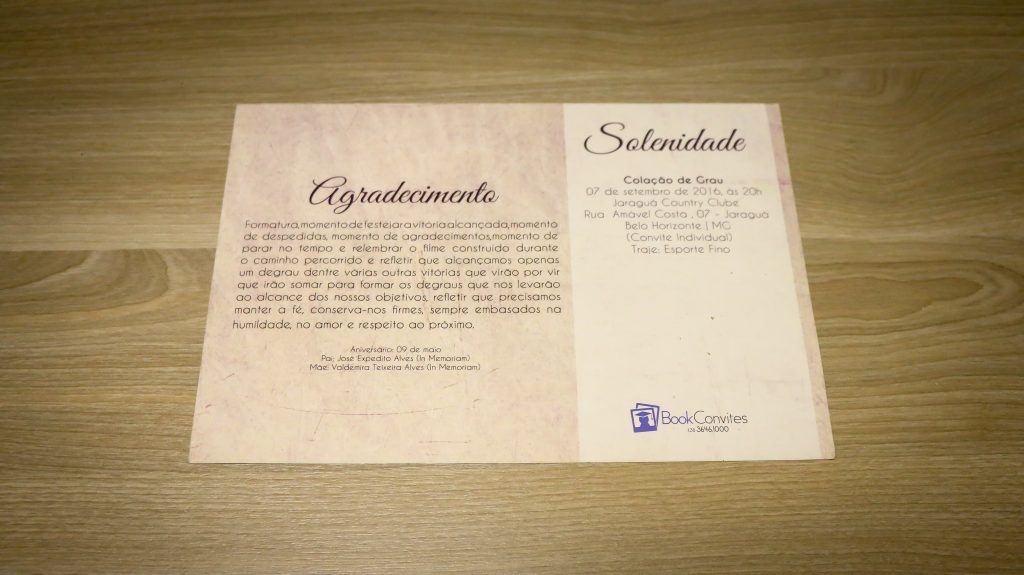 Agradecimento
Formatura, momento de festejar a vitória alcançada, momento
de despedidas, momento de agradecimentos, momento de
parar no tempo e relembrar o filme construído durante
o caminho percorrido e refletir que alcançamos apenas
um degrau dentre várias outras vitórias que virão por vir
que irão somar para formar os degraus que nos levarão
ao alcance dos nossos objetivos, refletir que precisamos
manter a fé, conserva-nos firmes, sempre embasados na
humildade, no amor e respeito ao próximo.
Aniversário: 09 de maio
Pai: José Expedito Alves (In Memoriam)
Mãe: Valdemira Teixeira Alves (In Memoriam)
Solenidade
Colação de Grau
07 de setembro de 2016, às 20h
Jaraguá Country Clube
Rua Amável Costa , 07 - Jaraguá
Belo Horizonte | MG
(Convite Individual)
Traje: Esporte Fino
BookConvites
3646.1000